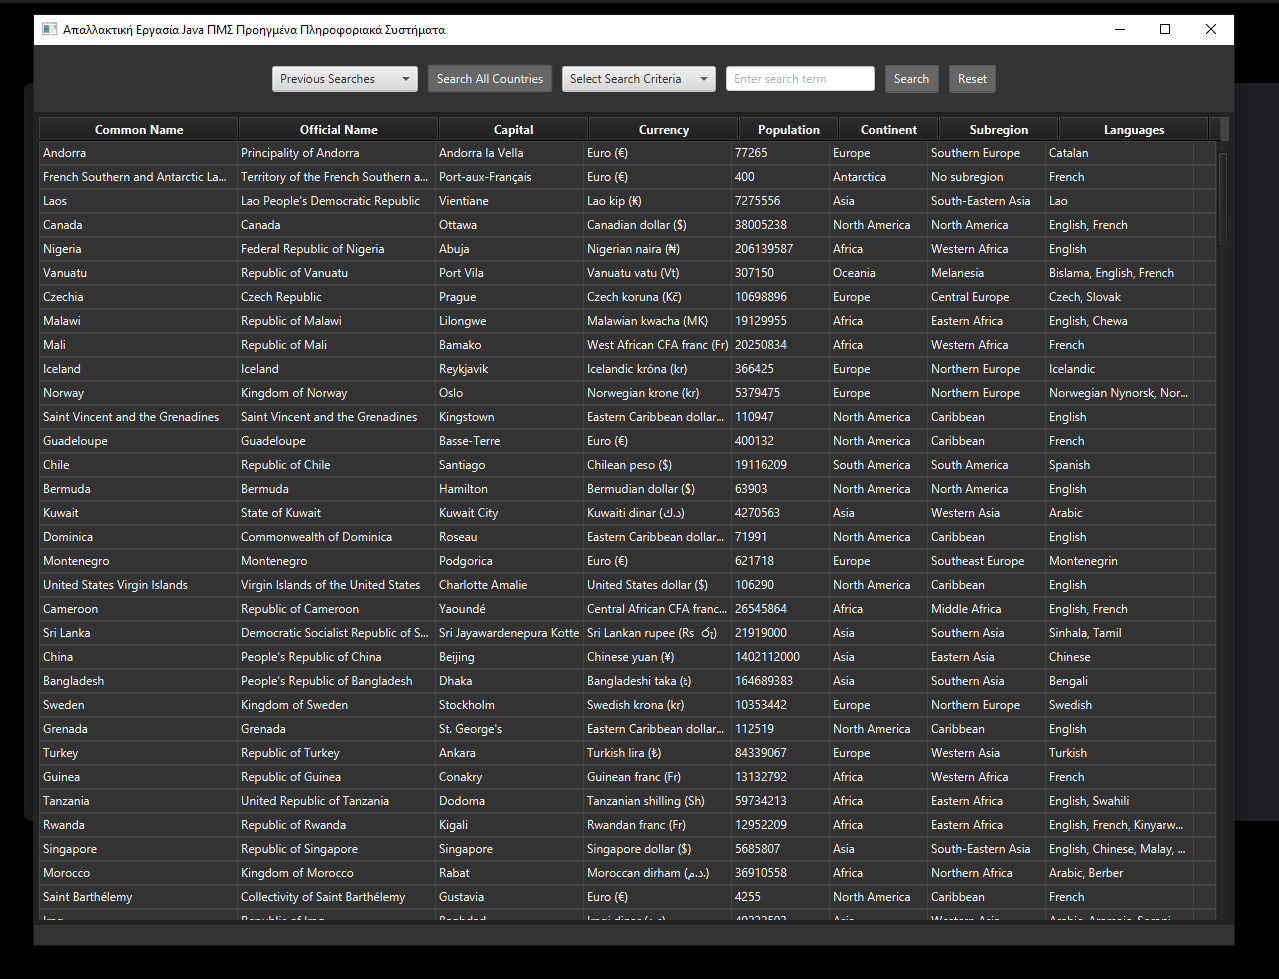 Απαλλακτική Εργασία Java ΠΜΣ Προηγμένα Πληροφοριακά Συστήματα
Previous Searches Search All Countries Select Search Criteria Enter search term Search Reset
Common Name Official Name Capital Currency Population Continent Subregion Languages
Andorra Principality of Andorra Andorra la Vella Euro (€) 77265 Europe Southern Europe Catalan
French Southern and Antarctic La... Territory of the French Southern a... Port-aux-Français Euro (€) 400 Antarctica No subregion French
Laos Lao People's Democratic Republic Vientiane Lao kip (₭) 7275556 Asia South-Eastern Asia Lao
Canada Canada Ottawa Canadian dollar ($) 38005238 North America North America English, French
Nigeria Federal Republic of Nigeria Abuja Nigerian naira (₦) 206139587 Africa Western Africa English
Vanuatu Republic of Vanuatu Port Vila Vanuatu vatu (Vt) 307150 Oceania Melanesia Bislama, English, French
Czechia Czech Republic Prague Czech koruna (Kč) 10698896 Europe Central Europe Czech, Slovak
Malawi Republic of Malawi Lilongwe Malawian kwacha (MK) 19129955 Africa Eastern Africa English, Chewa
Mali Republic of Mali Bamako West African CFA franc (Fr) 20250834 Africa Western Africa French
Iceland Iceland Reykjavik Icelandic króna (kr) 366425 Europe Northern Europe Icelandic
Norway Kingdom of Norway Oslo Norwegian krone (kr) 5379475 Europe Northern Europe Norwegian Nynorsk, Nor...
Saint Vincent and the Grenadines Saint Vincent and the Grenadines Kingstown Eastern Caribbean dollar... 110947 North America Caribbean English
Guadeloupe Guadeloupe Basse-Terre Euro (€) 400132 North America Caribbean French
Chile Republic of Chile Santiago Chilean peso ($) 19116209 South America South America Spanish
Bermuda Bermuda Hamilton Bermudian dollar ($) 63903 North America North America English
Kuwait State of Kuwait Kuwait City Kuwaiti dinar (د.ك) 4270563 Asia Western Asia Arabic
Dominica Commonwealth of Dominica Roseau Eastern Caribbean dollar... 71991 North America Caribbean English
Montenegro Montenegro Podgorica Euro (€) 621718 Europe Southeast Europe Montenegrin
United States Virgin Islands Virgin Islands of the United States Charlotte Amalie United States dollar ($) 106290 North America Caribbean English
Cameroon Republic of Cameroon Yaoundé Central African CFA franc... 26545864 Africa Middle Africa English, French
Sri Lanka Democratic Socialist Republic of S... Sri Jayawardenepura Kotte Sri Lankan rupee (Rs රු) 21919000 Asia Southern Asia Sinhala, Tamil
China People's Republic of China Beijing Chinese yuan (¥) 1402112000 Asia Eastern Asia Chinese
Bangladesh People's Republic of Bangladesh Dhaka Bangladeshi taka (৳) 164689383 Asia Southern Asia Bengali
Sweden Kingdom of Sweden Stockholm Swedish krona (kr) 10353442 Europe Northern Europe Swedish
Grenada Grenada St. George's Eastern Caribbean dollar... 112519 North America Caribbean English
Turkey Republic of Turkey Ankara Turkish lira (₺) 84339067 Europe Western Asia Turkish
Guinea Republic of Guinea Conakry Guinean franc (Fr) 13132792 Africa Western Africa French
Tanzania United Republic of Tanzania Dodoma Tanzanian shilling (Sh) 59734213 Africa Eastern Africa English, Swahili
Rwanda Republic of Rwanda Kigali Rwandan franc (Fr) 12952209 Africa Eastern Africa English, French, Kinyarw...
Singapore Republic of Singapore Singapore Singapore dollar ($) 5685807 Asia South-Eastern Asia English, Chinese, Malay, ...
Morocco Kingdom of Morocco Rabat Moroccan dirham (د.م.) 36910558 Africa Northern Africa Arabic, Berber
Saint Barthélemy Collectivity of Saint Barthélemy Gustavia Euro (€) 4255 North America Caribbean French